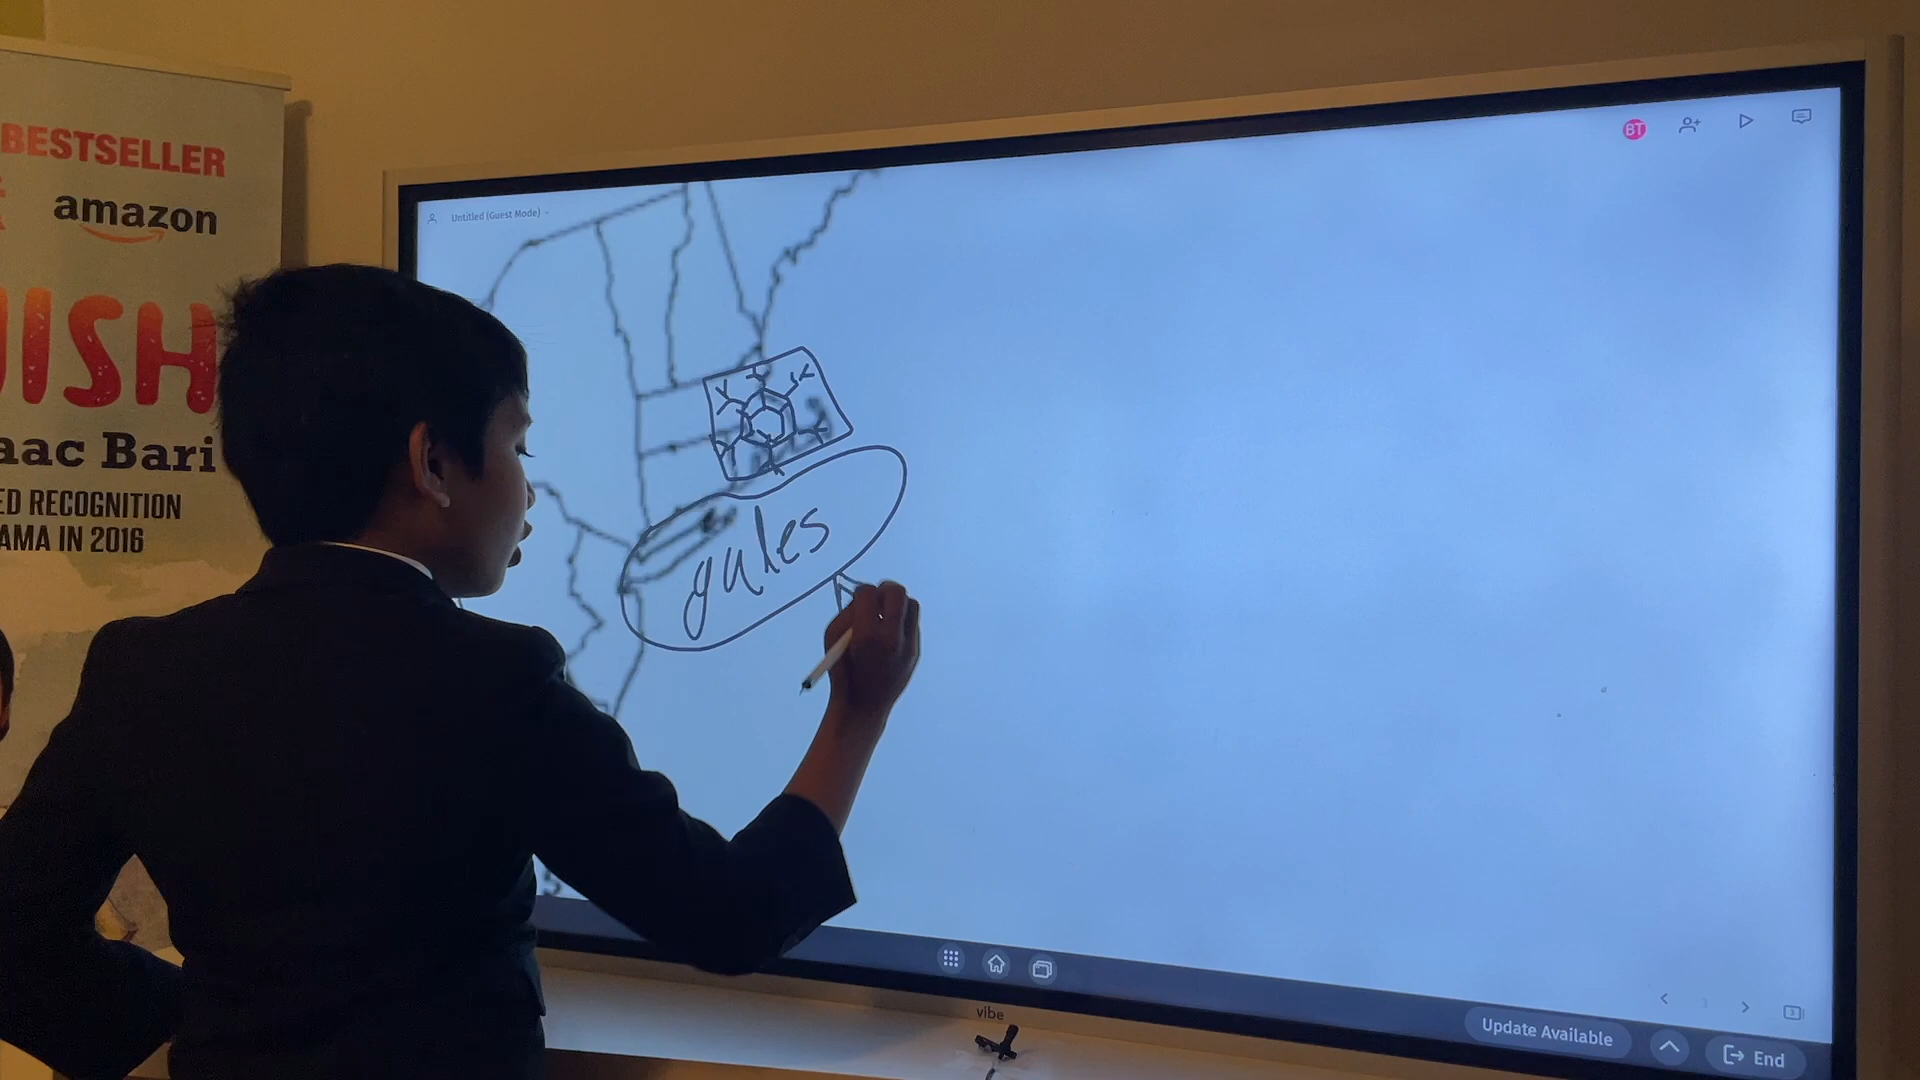 BESTSELLER
amazon
ISH
aac Bari
ED RECOGNITION
AMA IN 2016
BT
Untitled (Guest Mode)
gales
vibe
3
Update Available
End